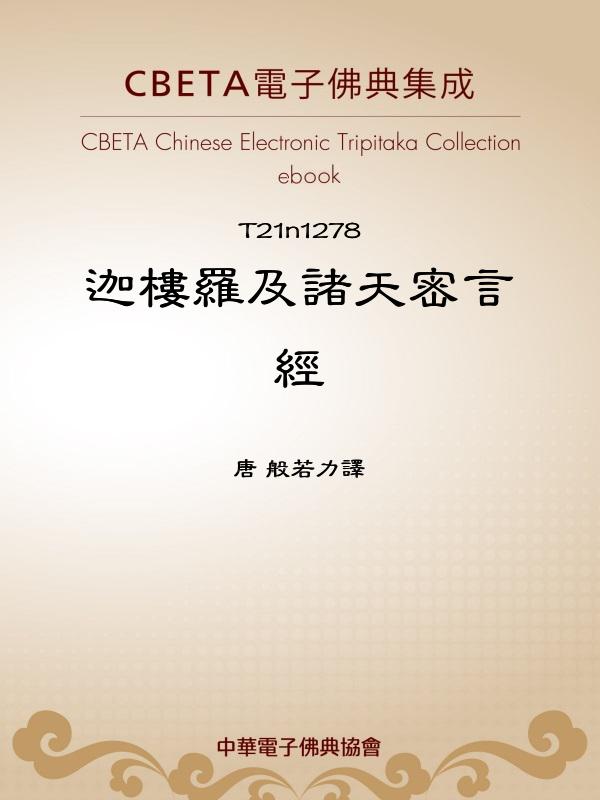 CBETA電子佛典集成
CBETA Chinese Electronic Tripitaka Collection
ebook
T21n1278
迦樓羅及諸天密言
經
唐 般若力譯
中華電子佛典協會